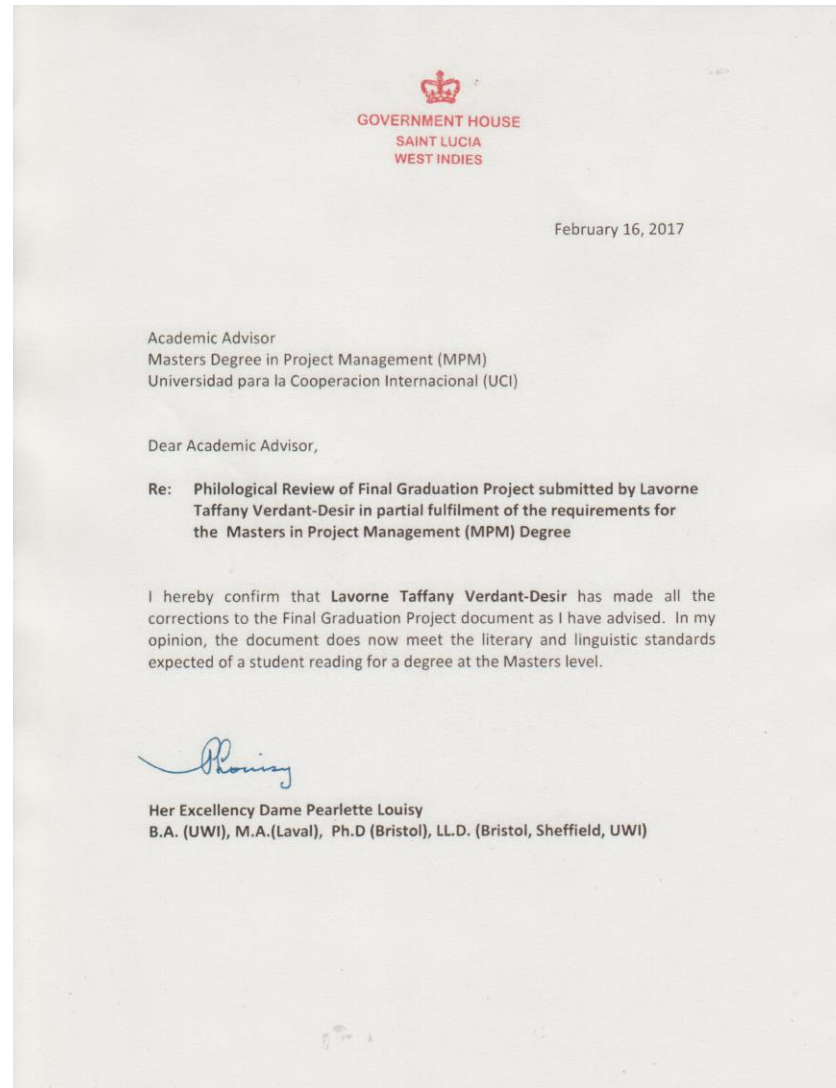 GOVERNMENT HOUSE
SAINT LUCIA
WEST INDIES
February 16, 2017
Academic Advisor
Masters Degree in Project Management (MPM)
Universidad para la Cooperacion Internacional (UCI)
Dear Academic Advisor,
Re: Philological Review of Final Graduation Project submitted by Lavorne
Taffany Verdant-Desir in partial fulfilment of the requirements for
the Masters in Project Management (MPM) Degree
I hereby confirm that Lavorne Taffany Verdant-Desir has made all the
corrections to the Final Graduation Project document as I have advised. In my
opinion, the document does now meet the literary and linguistic standards
expected of a student reading for a degree at the Masters level.
PLouisy
Her Excellency Dame Pearlette Louisy
B.A. (UWI), M.A.(Laval), Ph.D (Bristol), LL.D. (Bristol, Sheffield, UWI)